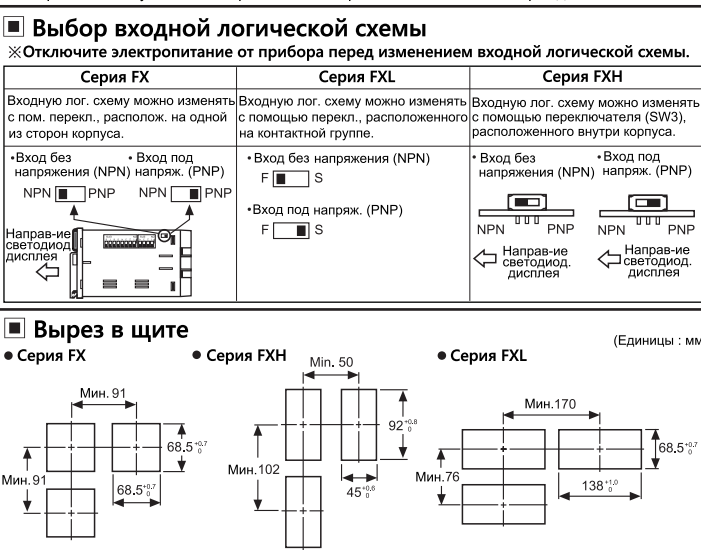 ■ Выбор входной логической схемы
※Отключите электропитание от прибора перед изменением входной логической схемы.
Серия FX
Серия FXL
Серия FXH
Входную лог. схему можно изменять
с пом. перекл., располож. на одной
из сторон корпуса.
Входную лог. схему можно изменять
с помощью перекл., расположенного
на контактной группе.
Входную лог. схему можно изменять
с помощью переключателя (SW3),
расположенного внутри корпуса.
•Вход без
напряжения (NPN)
• Вход под
напряж. (PNP)
NPN PNP
NPN PNP
Направ-ие
светодиод.
дисплея
•Вход без напряжения (NPN)
F S
•Вход под напряж. (PNP)
F S
• Вход без
напряжения (NPN)
•Вход под
напряж. (PNP)
NPN PNP
NPN PNP
Направ-ие
светодиод.
дисплея
Направ-ие
светодиод.
дисплея
■ Вырез в щите
(Единицы : мм
● Серия FX
● Серия FXH
● Серия FXL
Мин. 91
68.5 +0.7 0
Мин.91
68.5 +0.7 0
Min. 50
92 +0.8 0
Мин.102
45 +0.6 0
Мин.170
68.5 +0.7 0
Мин.76
138 +1.0 0